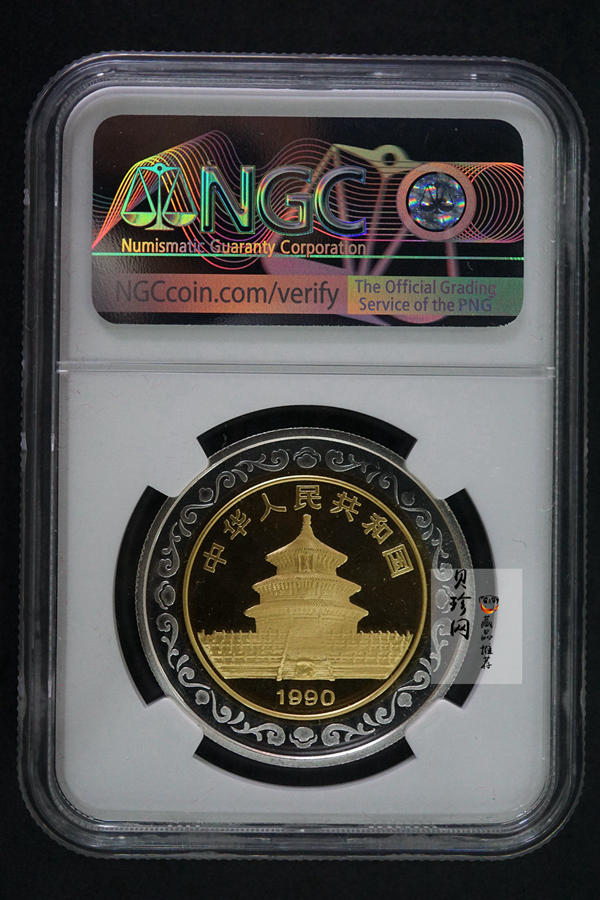 NGC
Numismatic Guaranty Corporation
NGCcoin.com/verify
The Official Grading
Service of the PNG
中华人民共和国
1990
贝珍网
藏品推荐